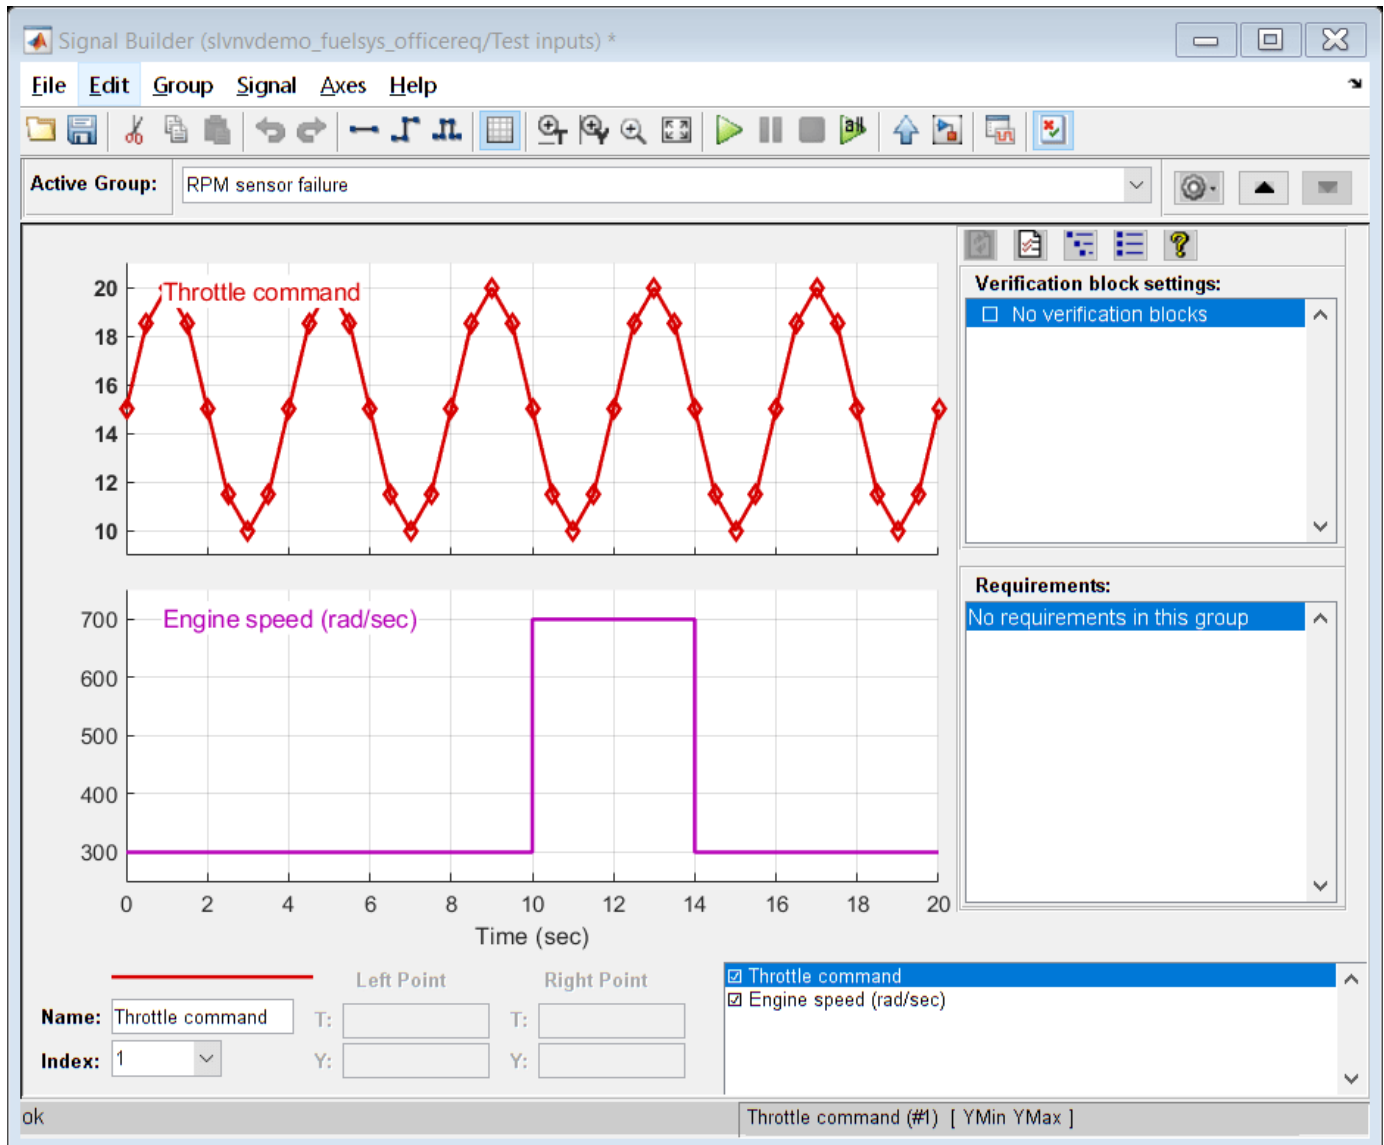 Signal Builder (slvnvdemo_fuelsys_officereq/Test inputs) *
File Edit Group Signal Axes Help
Active Group: RPM sensor failure
Verification block settings:
No verification blocks
Throttle command
20
18
16
14
12
10
Requirements:
No requirements in this group
Engine speed (rad/sec)
700
600
500
400
300
0 2 4 6 8 10 12 14 16 18 20
Time (sec)
Left Point Right Point
Name: Throttle command T: T:
Index: 1 Y: Y:
Throttle command
Engine speed (rad/sec)
ok
Throttle command (#1) [ YMin YMax ]